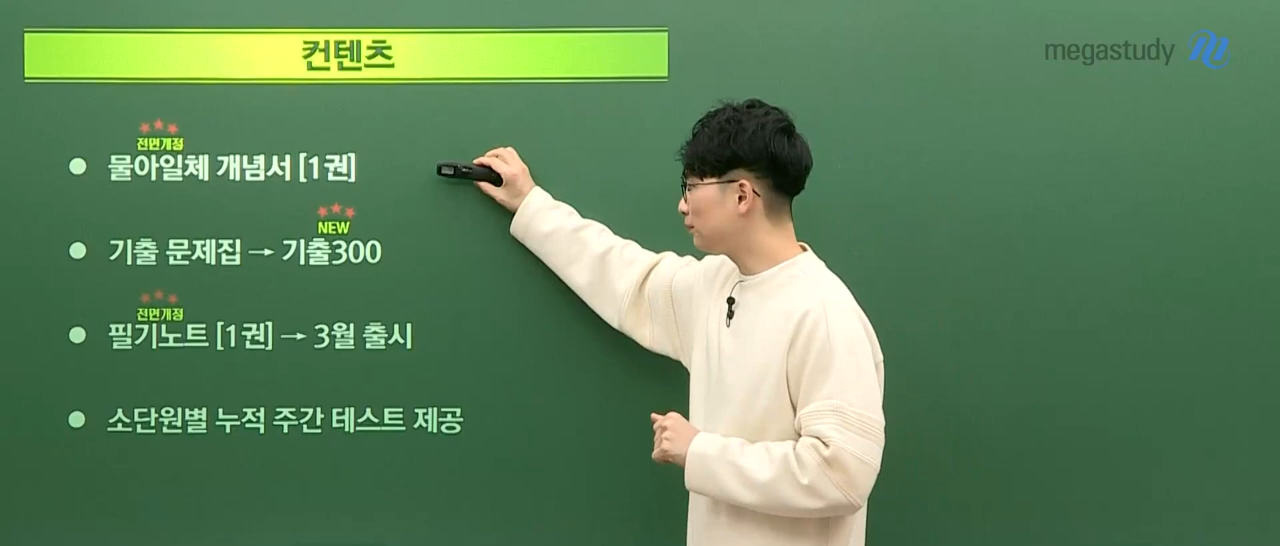 컨텐츠
megastudy
전면개정
물아일체 개념서 [1권]
NEW
기출 문제집 → 기출300
전면개정
필기노트 [1권] → 3월 출시
소단원별 누적 주간 테스트 제공